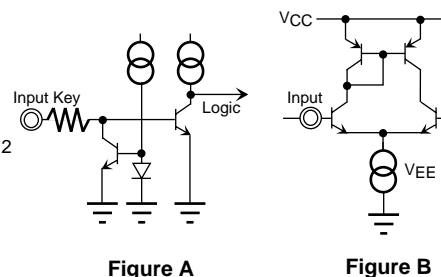 VCC
Input Key
Logic
2
Input
VEE
Figure A
Figure B